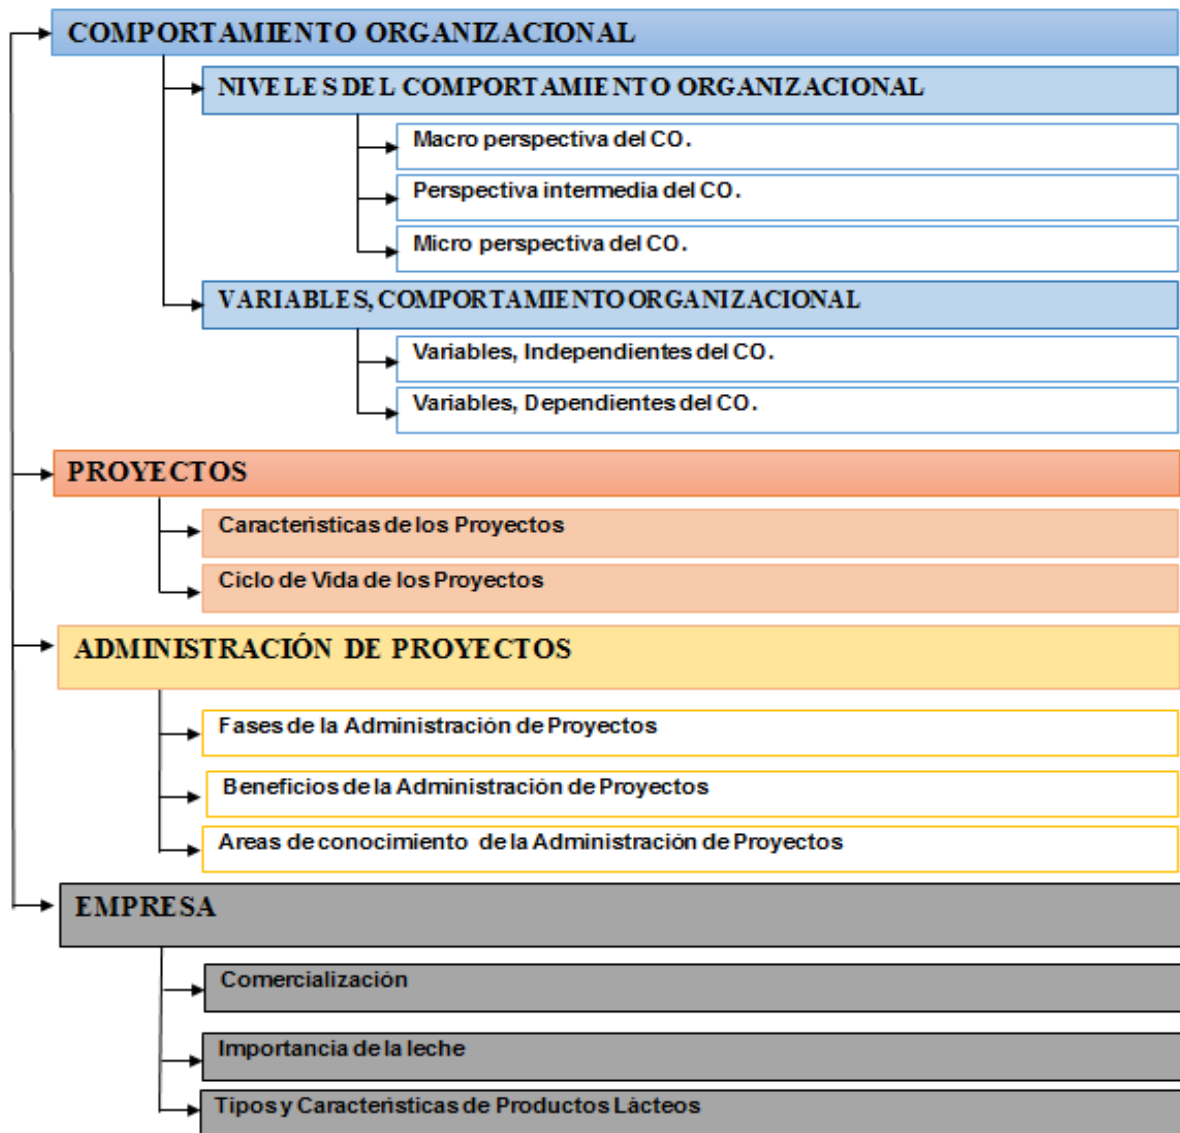 COMPORTAMIENTO ORGANIZACIONAL
NIVELES DEL COMPORTAMIENTO ORGANIZACIONAL
Macro perspectiva del CO.
Perspectiva intermedia del CO.
Micro perspectiva del CO.
VARIABLES, COMPORTAMIENTO ORGANIZACIONAL
Variables, Independientes del CO.
Variables, Dependientes del CO.
PROYECTOS
Características de los Proyectos
Ciclo de Vida de los Proyectos
ADMINISTRACIÓN DE PROYECTOS
Fases de la Administración de Proyectos
Beneficios de la Administración de Proyectos
Areas de conocimiento de la Administración de Proyectos
EMPRESA
Comercialización
Importancia de la leche
Tipos y Características de Productos Lácteos